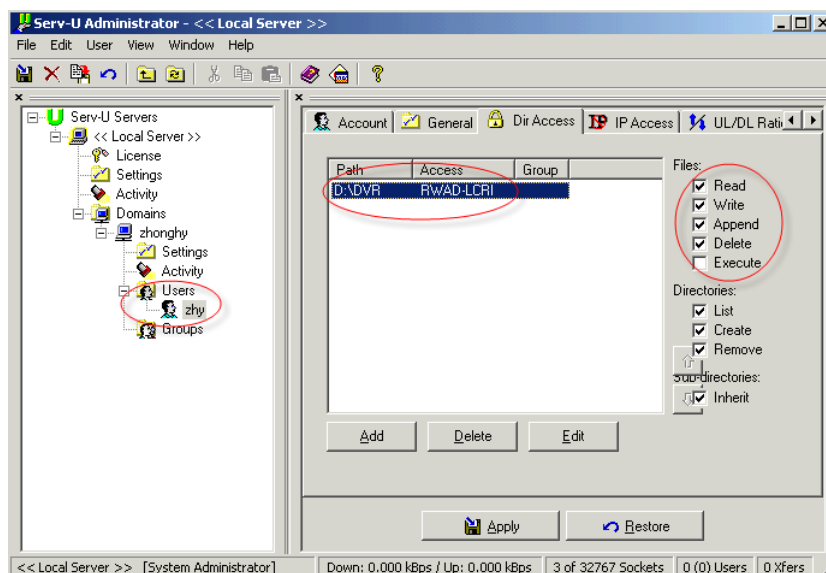 Serv-U Administrator - << Local Server >>
File Edit User View Window Help
Serv-U Servers
<< Local Server >>
License
Settings
Activity
Domains
zhonghy
Settings
Activity
Users
zhy
Groups
Account General Dir Access IP Access UL/DL Rati
Path Access Group
D:\DVR RWAD-LCRI
Files:
Read
Write
Append
Delete
Execute
Directories:
List
Create
Remove
Sub-directories:
Inherit
Add Delete Edit
Apply Restore
<< Local Server >> [System Administrator] Down: 0.000 kBps / Up: 0.000 kBps 3 of 32767 Sockets 0 (0) Users 0 Xfers